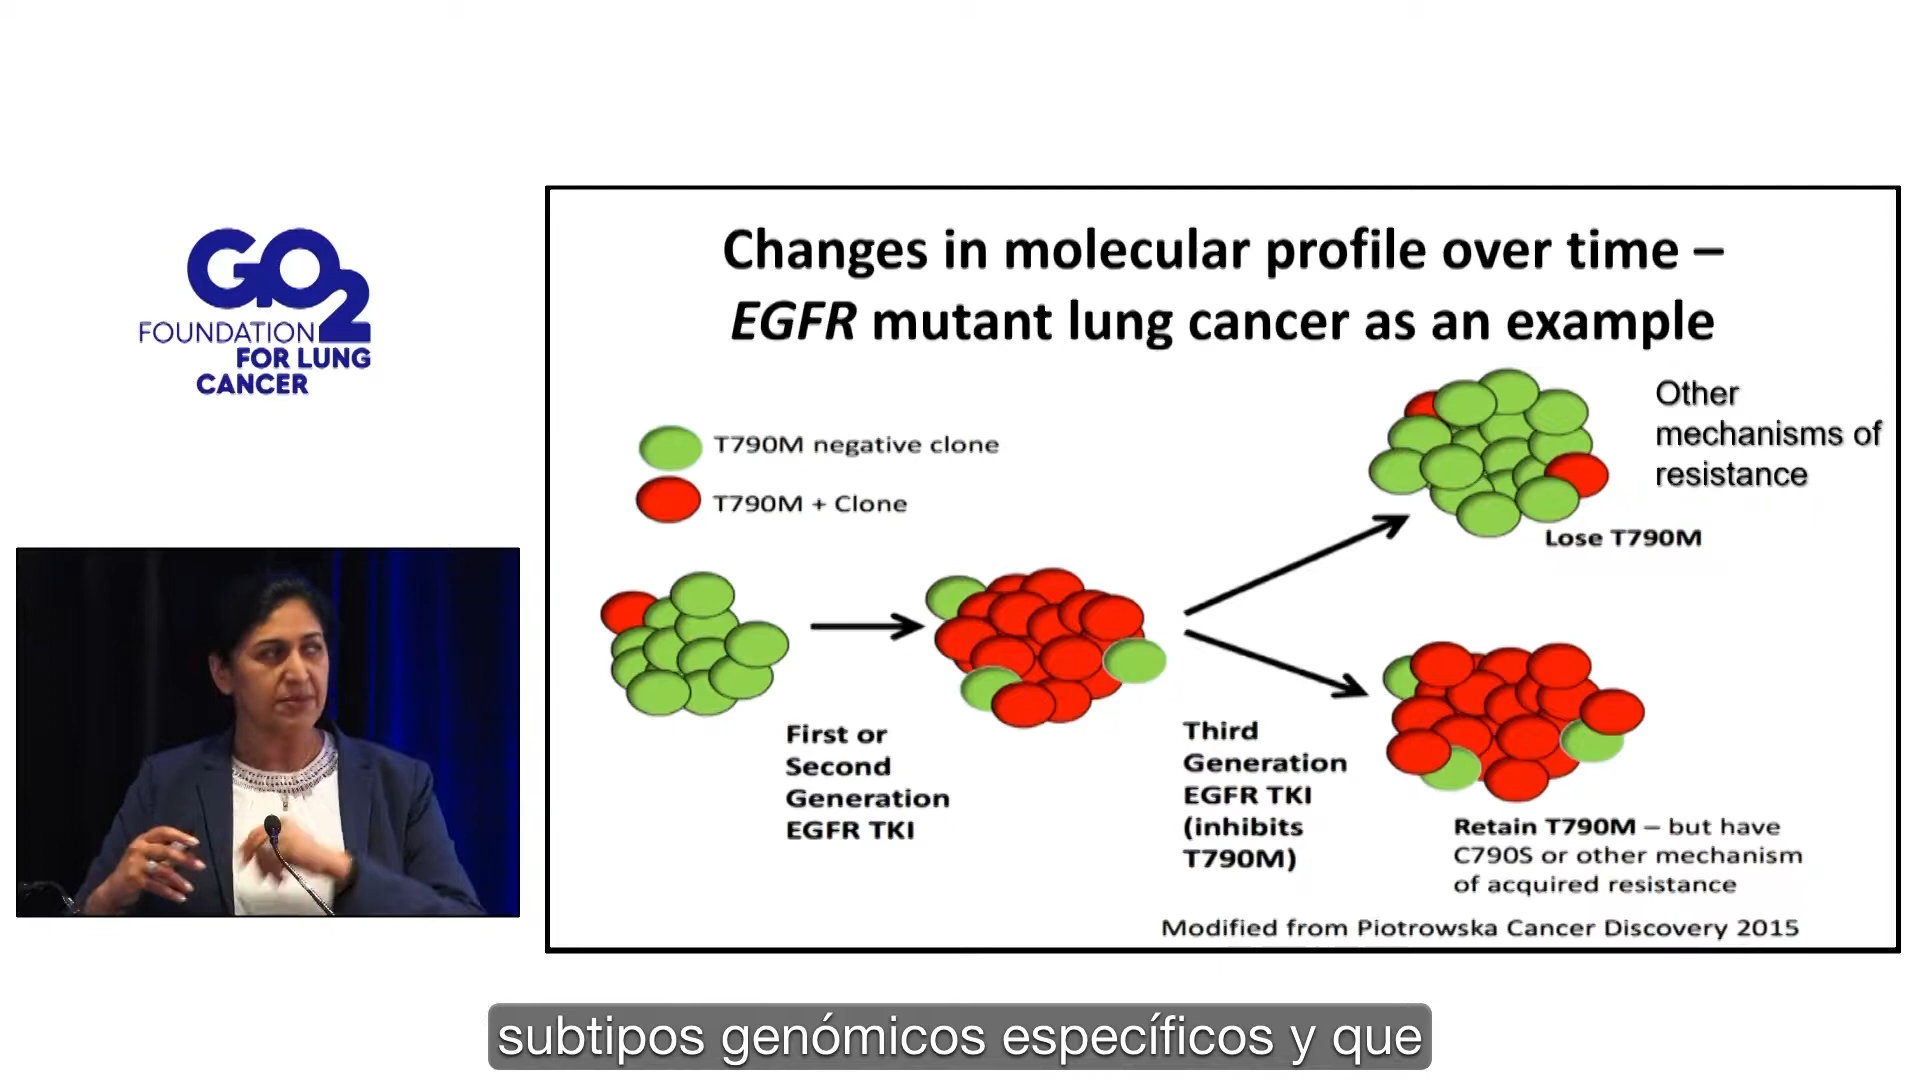 GO2
FOUNDATION
FOR LUNG
CANCER
Changes in molecular profile over time –
EGFR mutant lung cancer as an example
T790M negative clone
T790M + Clone
Other
mechanisms of
resistance
Lose T790M
First or
Second
Generation
EGFR TKI
Third
Generation
EGFR TKI
(inhibits
T790M)
Retain T790M – but have
C790S or other mechanism
of acquired resistance
Modified from Piotrowska Cancer Discovery 2015
subtipos genómicos específicos y que